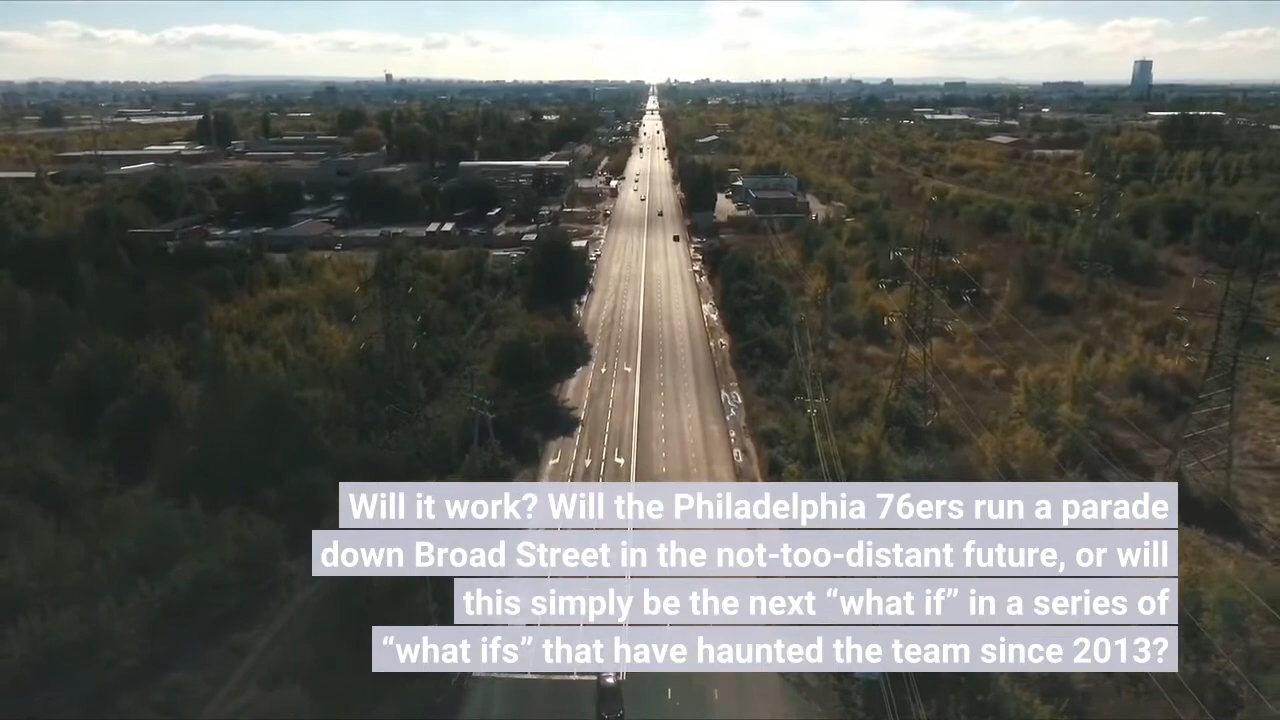 Will it work? Will the Philadelphia 76ers run a parade
down Broad Street in the not-too-distant future, or will
this simply be the next “what if” in a series of
“what ifs” that have haunted the team since 2013?